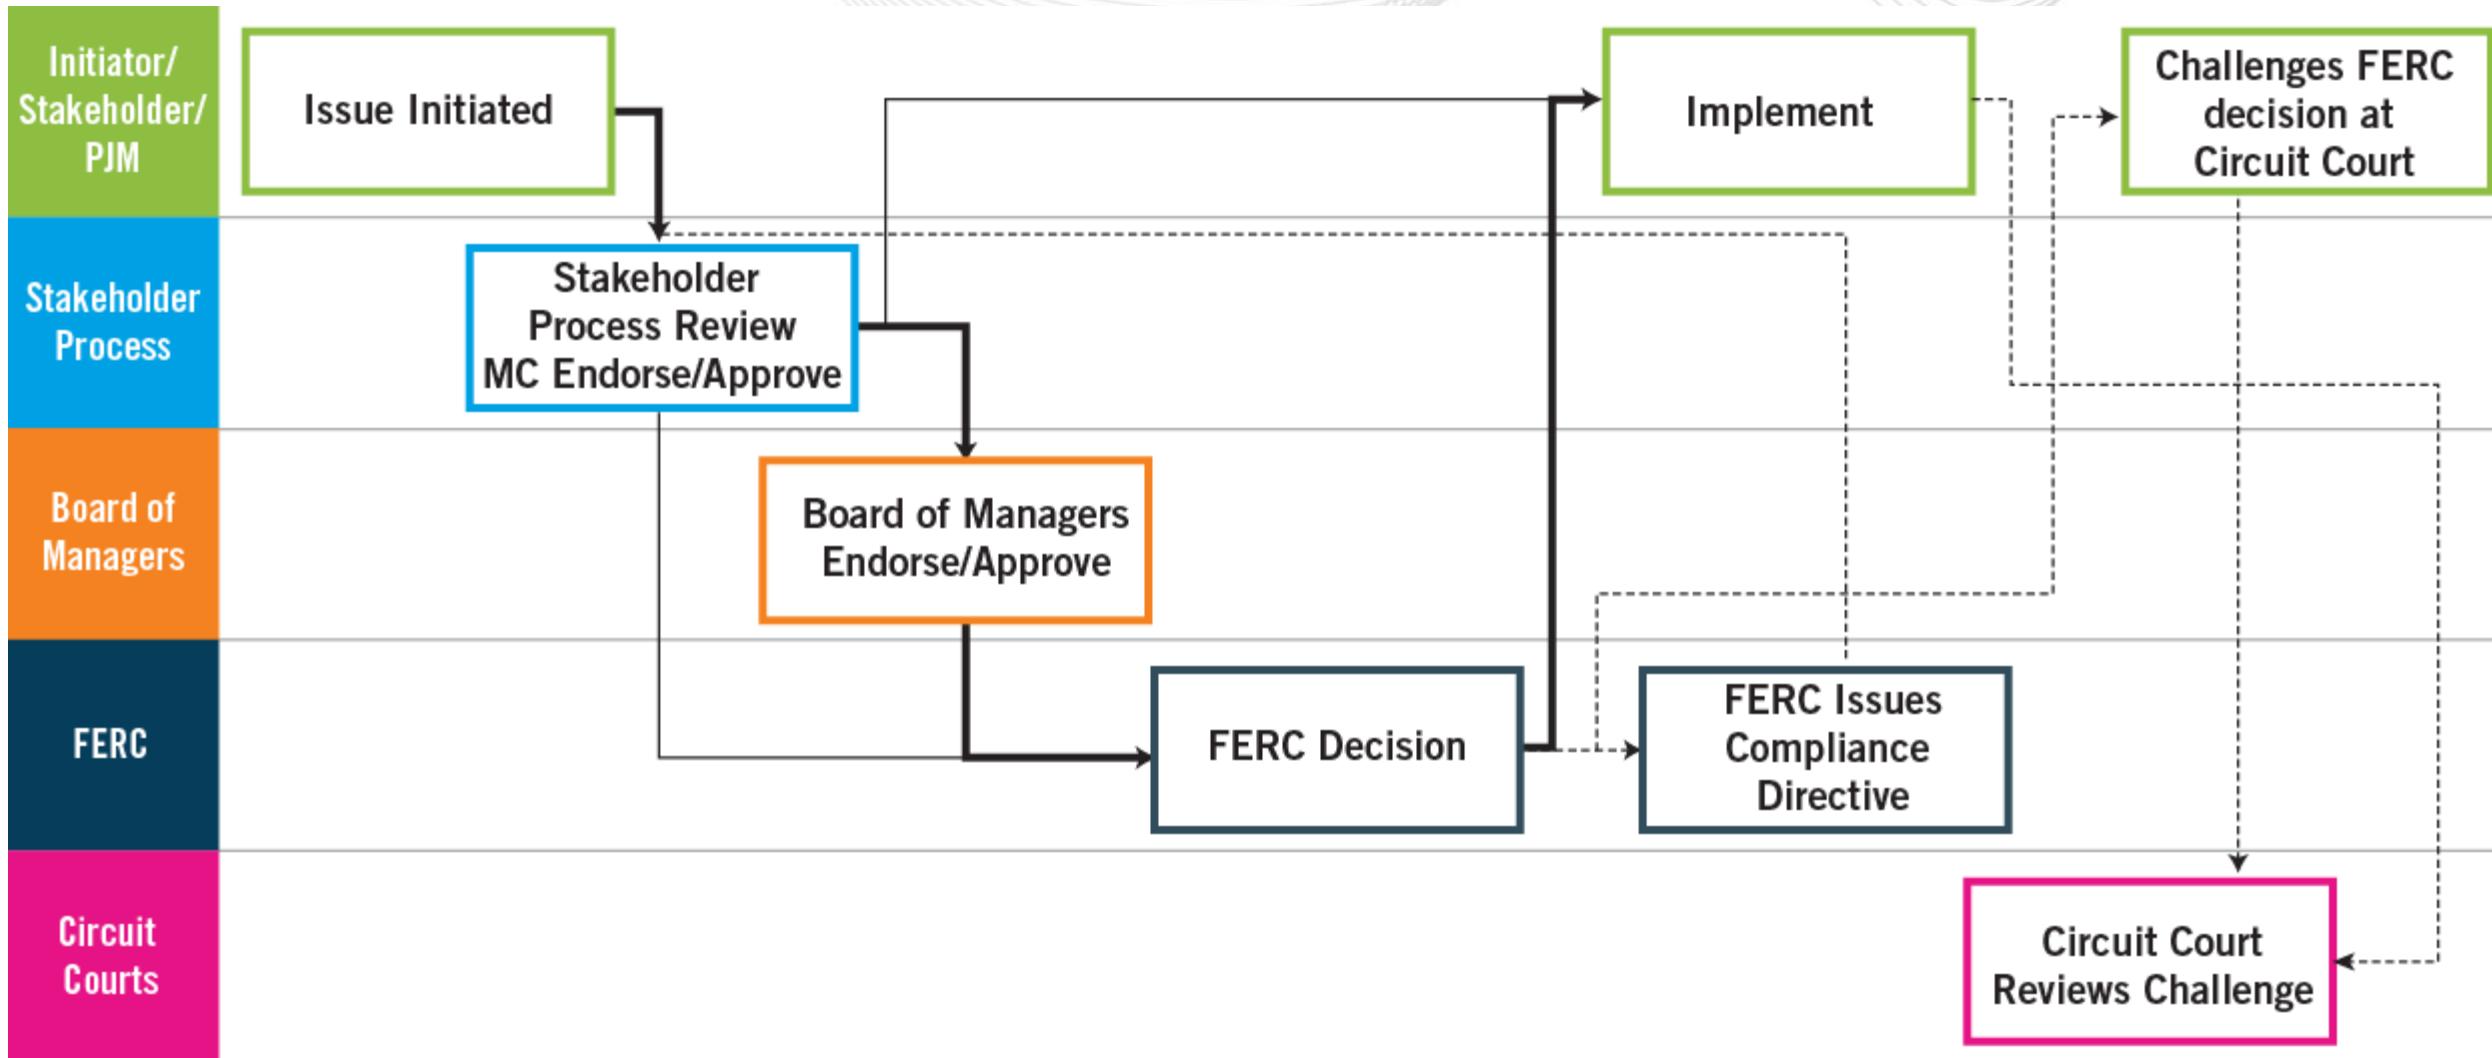 Initiator/
Stakeholder/
PJM
Issue Initiated
Implement
Challenges FERC
decision at
Circuit Court
Stakeholder
Process
Stakeholder
Process Review
MC Endorse/Approve
Board of
Managers
Board of Managers
Endorse/Approve
FERC
FERC Decision
FERC Issues
Compliance
Directive
Circuit
Courts
Circuit Court
Reviews Challenge